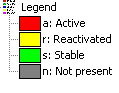 Legend
a: Active
r: Reactivated
s: Stable
n: Not present